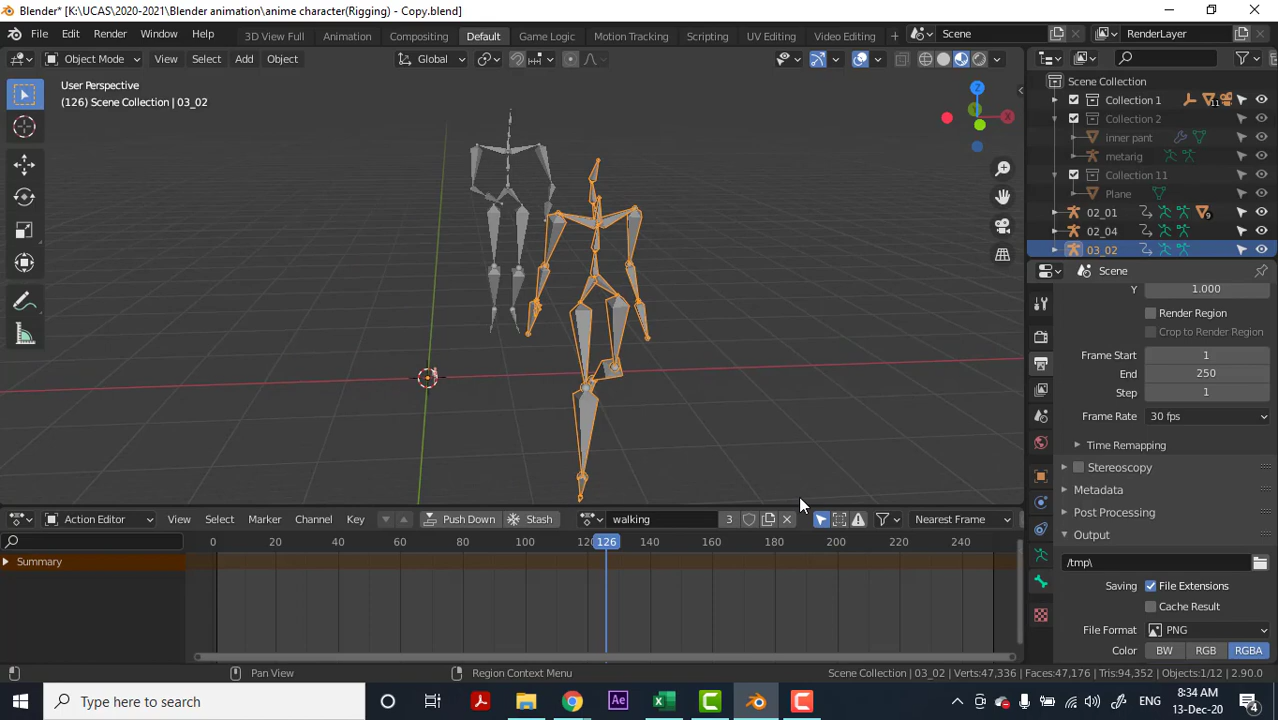 Blender* [K:\UCAS\2020-2021\Blender animation\anime character(Rigging) - Copy.blend]
File Edit Render Window Help 3D View Full Animation Compositing Default Game Logic Motion Tracking Scripting UV Editing Video Editing + Scene RenderLayer
Object Mode View Select Add Object Global
User Perspective
(126) Scene Collection | 03_02
Z
Y
X
Scene Collection
Collection 1 11
Collection 2
inner pant
metarig
Collection 11
Plane
02_01 9
02_04
03_02
Scene
Y 1.000
Render Region
Crop to Render Region
Frame Start 1
End 250
Step 1
Frame Rate 30 fps
Time Remapping
Stereoscopy
Metadata
Post Processing
Output
/tmp\
Saving File Extensions
Cache Result
File Format PNG
Color BW RGB RGBA
Action Editor View Select Marker Channel Key Push Down Stash walking 3 Nearest Frame
0 20 40 60 80 100 126 140 160 180 200 220 240
Summary
Pan View Region Context Menu Scene Collection | 03_02 | Verts:47,336 | Faces:47,176 | Tris:94,352 | Objects:1/12 | 2.90.0
Type here to search Ae ENG 8:34 AM
13-Dec-20 4